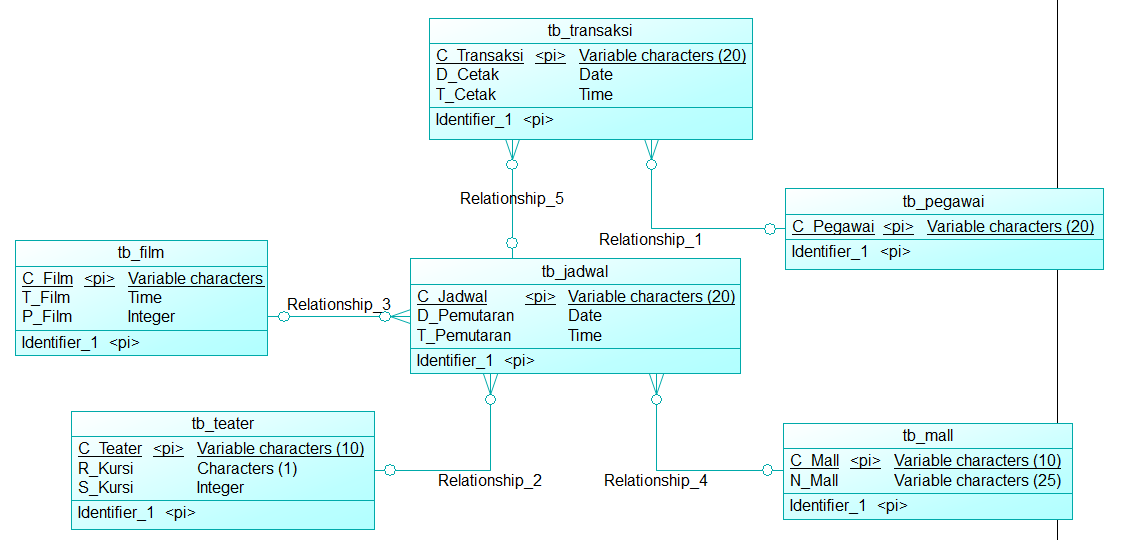 tb_transaksi
C_Transaksi <pi> Variable characters (20)
D_Cetak Date
T_Cetak Time
Identifier_1 <pi>
Relationship_5
Relationship_1
tb_pegawai
C_Pegawai <pi> Variable characters (20)
Identifier_1 <pi>
tb_film
C_Film <pi> Variable characters
T_Film Time
P_Film Integer
Identifier_1 <pi>
Relationship_3
tb_jadwal
C_Jadwal <pi> Variable characters (20)
D_Pemutaran Date
T_Pemutaran Time
Identifier_1 <pi>
tb_teater
C_Teater <pi> Variable characters (10)
R_Kursi Characters (1)
S_Kursi Integer
Identifier_1 <pi>
Relationship_2
Relationship_4
tb_mall
C_Mall <pi> Variable characters (10)
N_Mall Variable characters (25)
Identifier_1 <pi>